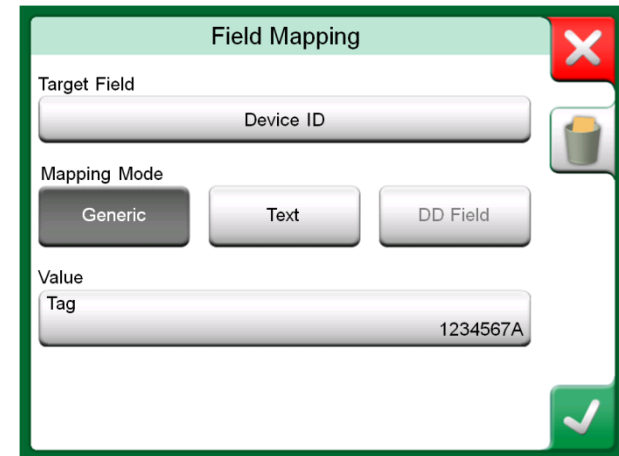 Field Mapping
Target Field
Device ID
Mapping Mode
Generic Text DD Field
Value
Tag
1234567A